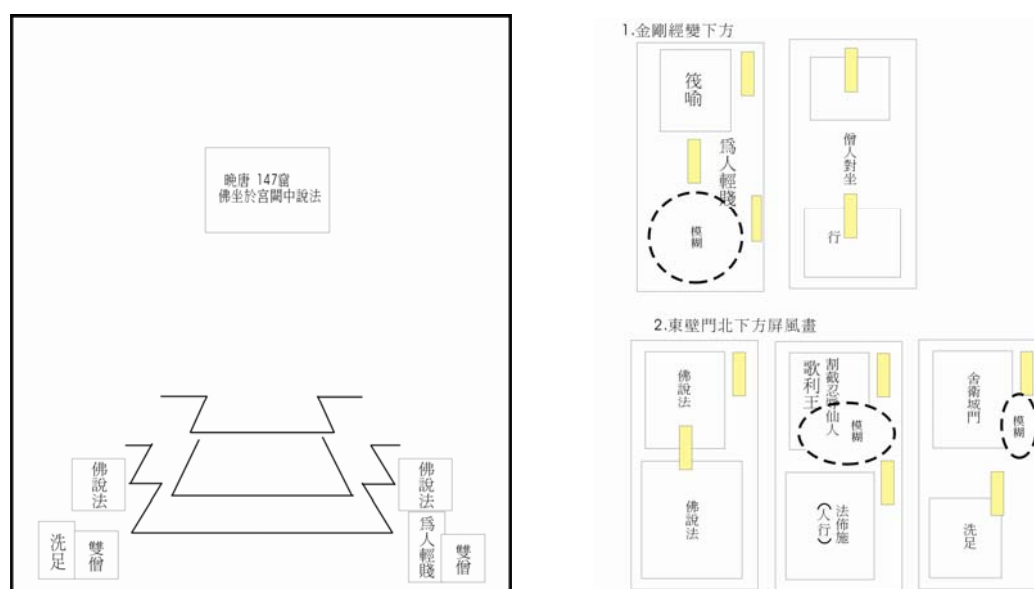 晚唐 147窟
佛坐於宮闕中說法
佛說法
佛說法
洗足
雙僧
爲人輕賤
雙僧
1.金剛經變下方
筏喻
爲人輕賤
模糊
僧人對坐
行
2.東壁門北下方屏風畫
佛說法
佛說法
歌利王
割截忍辱仙人
模糊
法佈施
(人行)
舍衛城門
模糊
洗足